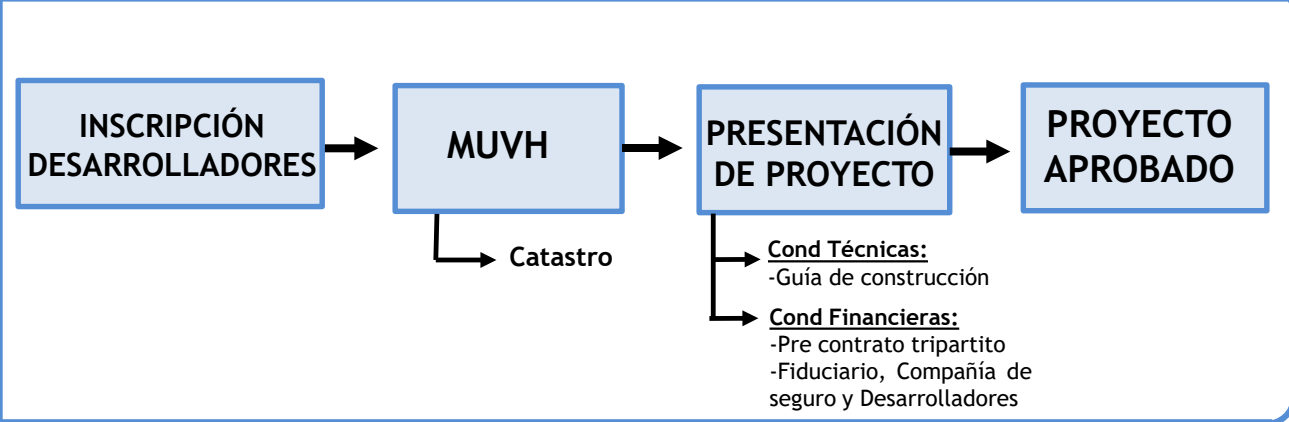 INSCRIPCIÓN
DESARROLLADORES
MUVH
PRESENTACIÓN
DE PROYECTO
PROYECTO
APROBADO
Catastro
Cond Técnicas:
-Guía de construcción
Cond Financieras:
-Pre contrato tripartito
-Fiduciario, Compañía de
seguro y Desarrolladores